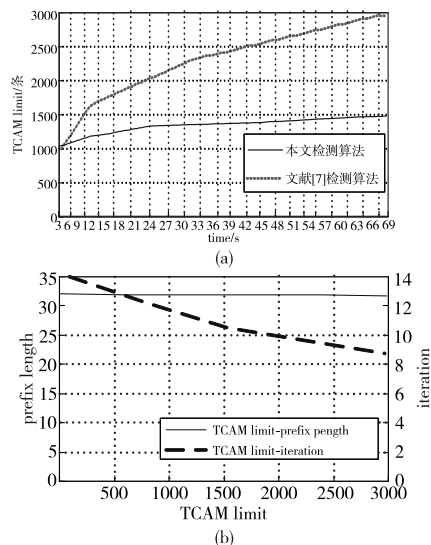 3000
2500
2000
1500
1000
500
0
TCAM limit/条
本文检测算法
文献[7]检测算法
3 6 9 12 15 18 21 24 27 30 33 36 39 42 45 48 51 54 57 60 63 66 69
time/s
(a)
35
30
25
20
15
10
5
0
prefix length
14
12
10
8
6
4
2
0
iteration
TCAM limit-prefix pength
TCAM limit-iteration
500 1000 1500 2000 2500 3000
TCAM limit
(b)